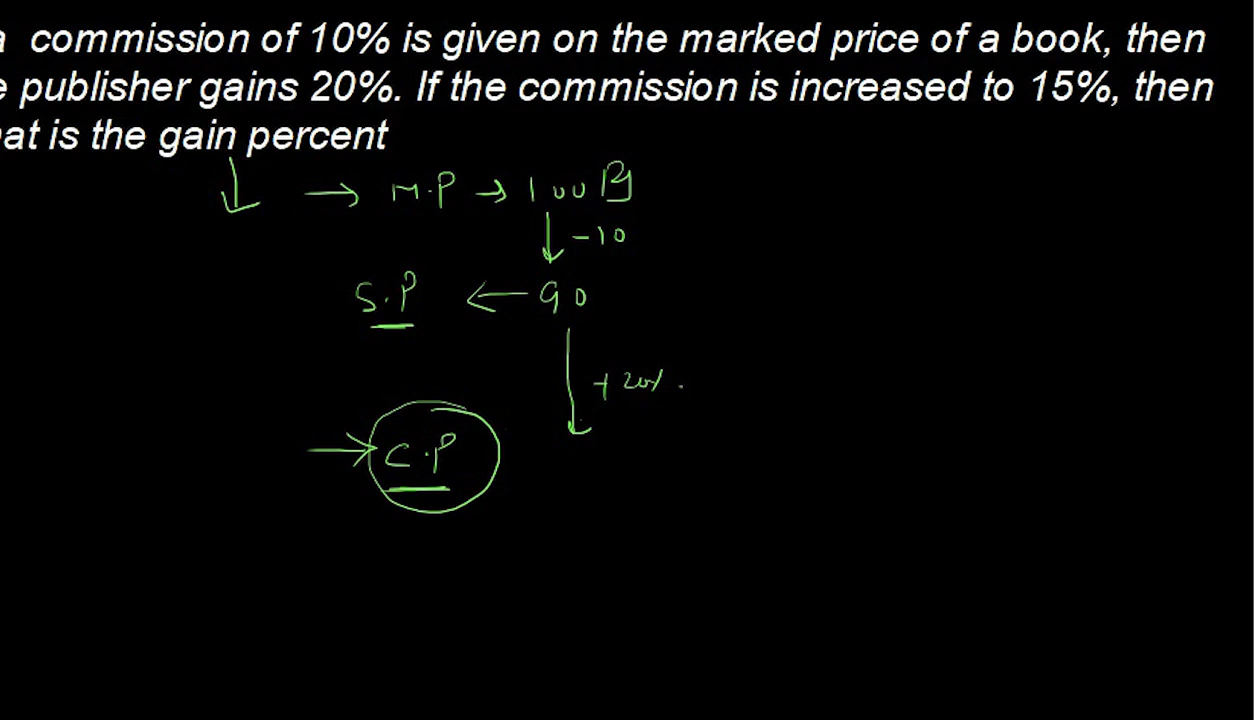 a commission of 10% is given on the marked price of a book, then
e publisher gains 20%. If the commission is increased to 15%, then
at is the gain percent
→ M.P → 100
-10
S.P ← 90
+20%.
→ C.P